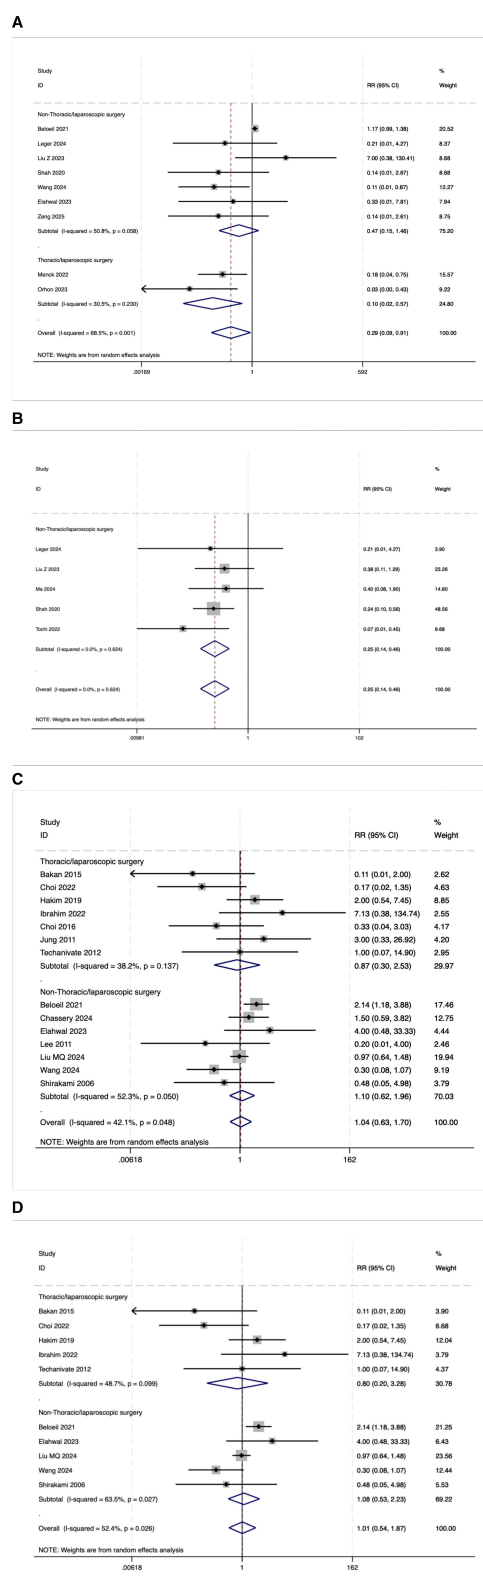 A
Study %
ID RR (95% CI) Weight
Non-Thoracic/laparoscopic surgery
Beloeil 2021 1.17 (0.99, 1.38) 20.52
Leger 2024 0.21 (0.01, 4.27) 8.37
Liu Z 2023 7.00 (0.38, 130.41) 8.68
Shah 2020 0.14 (0.01, 2.67) 8.68
Wang 2024 0.11 (0.01, 0.87) 12.27
Elahwal 2023 0.33 (0.01, 7.81) 7.94
Zeng 2025 0.14 (0.01, 2.61) 8.75
Subtotal (I-squared = 50.8%, p = 0.058) 0.47 (0.15, 1.46) 75.20
.
Thoracic/laparoscopic surgery
Menck 2022 0.18 (0.04, 0.75) 15.57
Orhon 2023 0.03 (0.00, 0.43) 9.22
Subtotal (I-squared = 30.5%, p = 0.230) 0.10 (0.02, 0.57) 24.80
.
Overall (I-squared = 68.5%, p = 0.001) 0.29 (0.09, 0.91) 100.00
NOTE: Weights are from random effects analysis
.00169 1 592
B
Study %
ID RR (95% CI) Weight
Non-Thoracic/laparoscopic surgery
Leger 2024 0.21 (0.01, 4.27) 3.90
Liu Z 2023 0.38 (0.11, 1.29) 23.26
Ma 2024 0.40 (0.08, 1.90) 14.60
Shah 2020 0.24 (0.10, 0.56) 48.56
Tochi 2022 0.07 (0.01, 0.45) 9.68
Subtotal (I-squared = 0.0%, p = 0.624) 0.25 (0.14, 0.46) 100.00
.
Overall (I-squared = 0.0%, p = 0.624) 0.25 (0.14, 0.46) 100.00
NOTE: Weights are from random effects analysis
.00981 1 102
C
Study %
ID RR (95% CI) Weight
Thoracic/laparoscopic surgery
Bakan 2015 0.11 (0.01, 2.00) 2.62
Choi 2022 0.17 (0.02, 1.35) 4.63
Hakim 2019 2.00 (0.54, 7.45) 8.85
Ibrahim 2022 7.13 (0.38, 134.74) 2.55
Choi 2016 0.33 (0.04, 3.03) 4.17
Jung 2011 3.00 (0.33, 26.92) 4.20
Techanivate 2012 1.00 (0.07, 14.90) 2.95
Subtotal (I-squared = 38.2%, p = 0.137) 0.87 (0.30, 2.53) 29.97
.
Non-Thoracic/laparoscopic surgery
Beloeil 2021 2.14 (1.18, 3.88) 17.46
Chassery 2024 1.50 (0.59, 3.82) 12.75
Elahwal 2023 4.00 (0.48, 33.33) 4.44
Lee 2011 0.20 (0.01, 4.00) 2.46
Liu MQ 2024 0.97 (0.64, 1.48) 19.94
Wang 2024 0.30 (0.08, 1.07) 9.19
Shirakami 2006 0.48 (0.05, 4.98) 3.79
Subtotal (I-squared = 52.3%, p = 0.050) 1.10 (0.62, 1.96) 70.03
.
Overall (I-squared = 42.1%, p = 0.048) 1.04 (0.63, 1.70) 100.00
NOTE: Weights are from random effects analysis
.00618 1 162
D
Study %
ID RR (95% CI) Weight
Thoracic/laparoscopic surgery
Bakan 2015 0.11 (0.01, 2.00) 3.90
Choi 2022 0.17 (0.02, 1.35) 6.68
Hakim 2019 2.00 (0.54, 7.45) 12.04
Ibrahim 2022 7.13 (0.38, 134.74) 3.79
Techanivate 2012 1.00 (0.07, 14.90) 4.37
Subtotal (I-squared = 48.7%, p = 0.099) 0.80 (0.20, 3.28) 30.78
.
Non-Thoracic/laparoscopic surgery
Beloeil 2021 2.14 (1.18, 3.88) 21.25
Elahwal 2023 4.00 (0.48, 33.33) 6.43
Liu MQ 2024 0.97 (0.64, 1.48) 23.56
Wang 2024 0.30 (0.08, 1.07) 12.44
Shirakami 2006 0.48 (0.05, 4.98) 5.53
Subtotal (I-squared = 63.5%, p = 0.027) 1.08 (0.53, 2.23) 69.22
.
Overall (I-squared = 52.4%, p = 0.026) 1.01 (0.54, 1.87) 100.00
NOTE: Weights are from random effects analysis
.00618 1 162